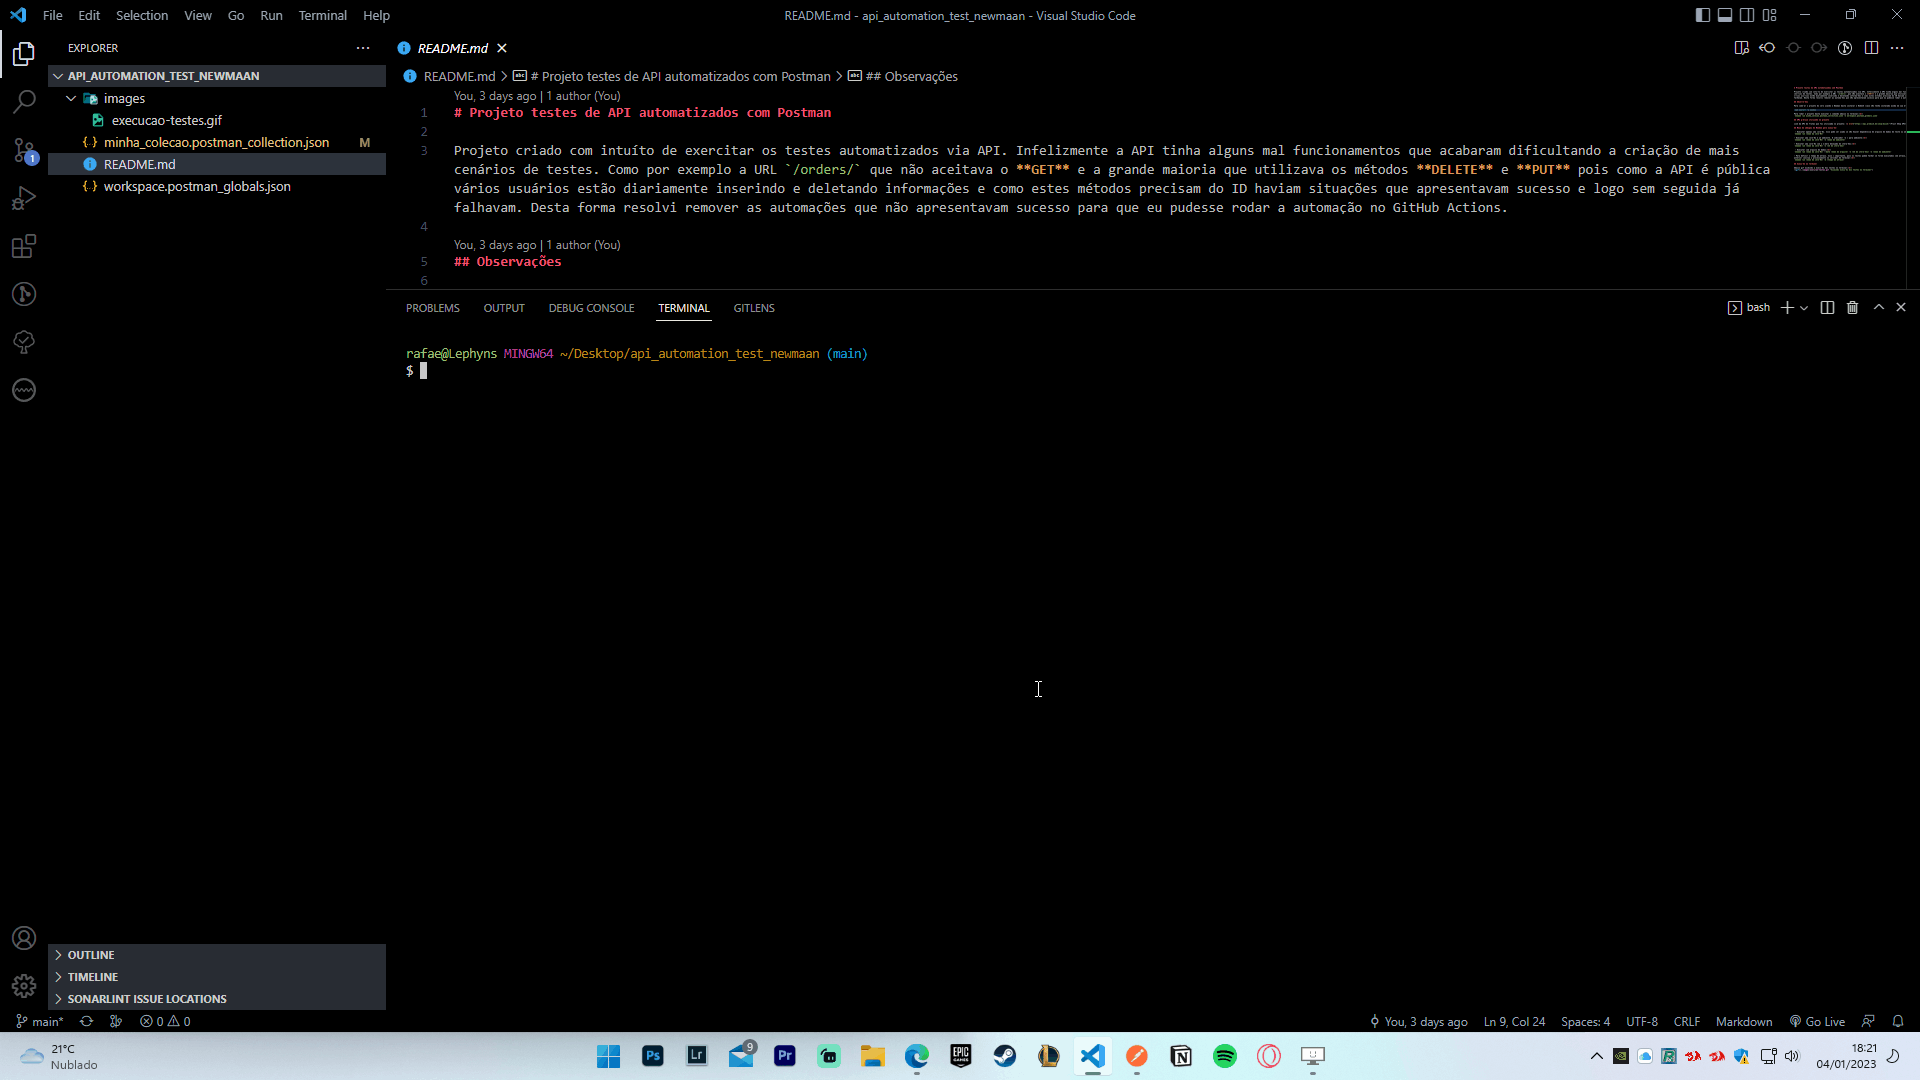 File Edit Selection View Go Run Terminal Help
README.md - api_automation_test_newmaan - Visual Studio Code
EXPLORER
API_AUTOMATION_TEST_NEWMAAN
images
execucao-testes.gif
minha_colecao.postman_collection.json M
README.md
workspace.postman_globals.json
1
README.md
README.md > # Projeto testes de API automatizados com Postman > ## Observações
You, 3 days ago | 1 author (You)
1 # Projeto testes de API automatizados com Postman
2
3 Projeto criado com intuíto de exercitar os testes automatizados via API. Infelizmente a API tinha alguns mal funcionamentos que acabaram dificultando a criação de mais
cenários de testes. Como por exemplo a URL `/orders/` que não aceitava o **GET** e a grande maioria que utilizava os métodos **DELETE** e **PUT** pois como a API é pública
vários usuários estão diariamente inserindo e deletando informações e como estes métodos precisam do ID haviam situações que apresentavam sucesso e logo sem seguida já
falhavam. Desta forma resolvi remover as automações que não apresentavam sucesso para que eu pudesse rodar a automação no GitHub Actions.
4
You, 3 days ago | 1 author (You)
5 ## Observações
6
PROBLEMS OUTPUT DEBUG CONSOLE TERMINAL GITLENS
bash
rafae@Lephyns MINGW64 ~/Desktop/api_automation_test_newmaan (main)
$
OUTLINE
TIMELINE
SONARLINT ISSUE LOCATIONS
main* 0 0
You, 3 days ago Ln 9, Col 24 Spaces: 4 UTF-8 CRLF Markdown Go Live
21°C
Nublado
Ps Lr 9 Pr EPIC GAMES
18:21
04/01/2023